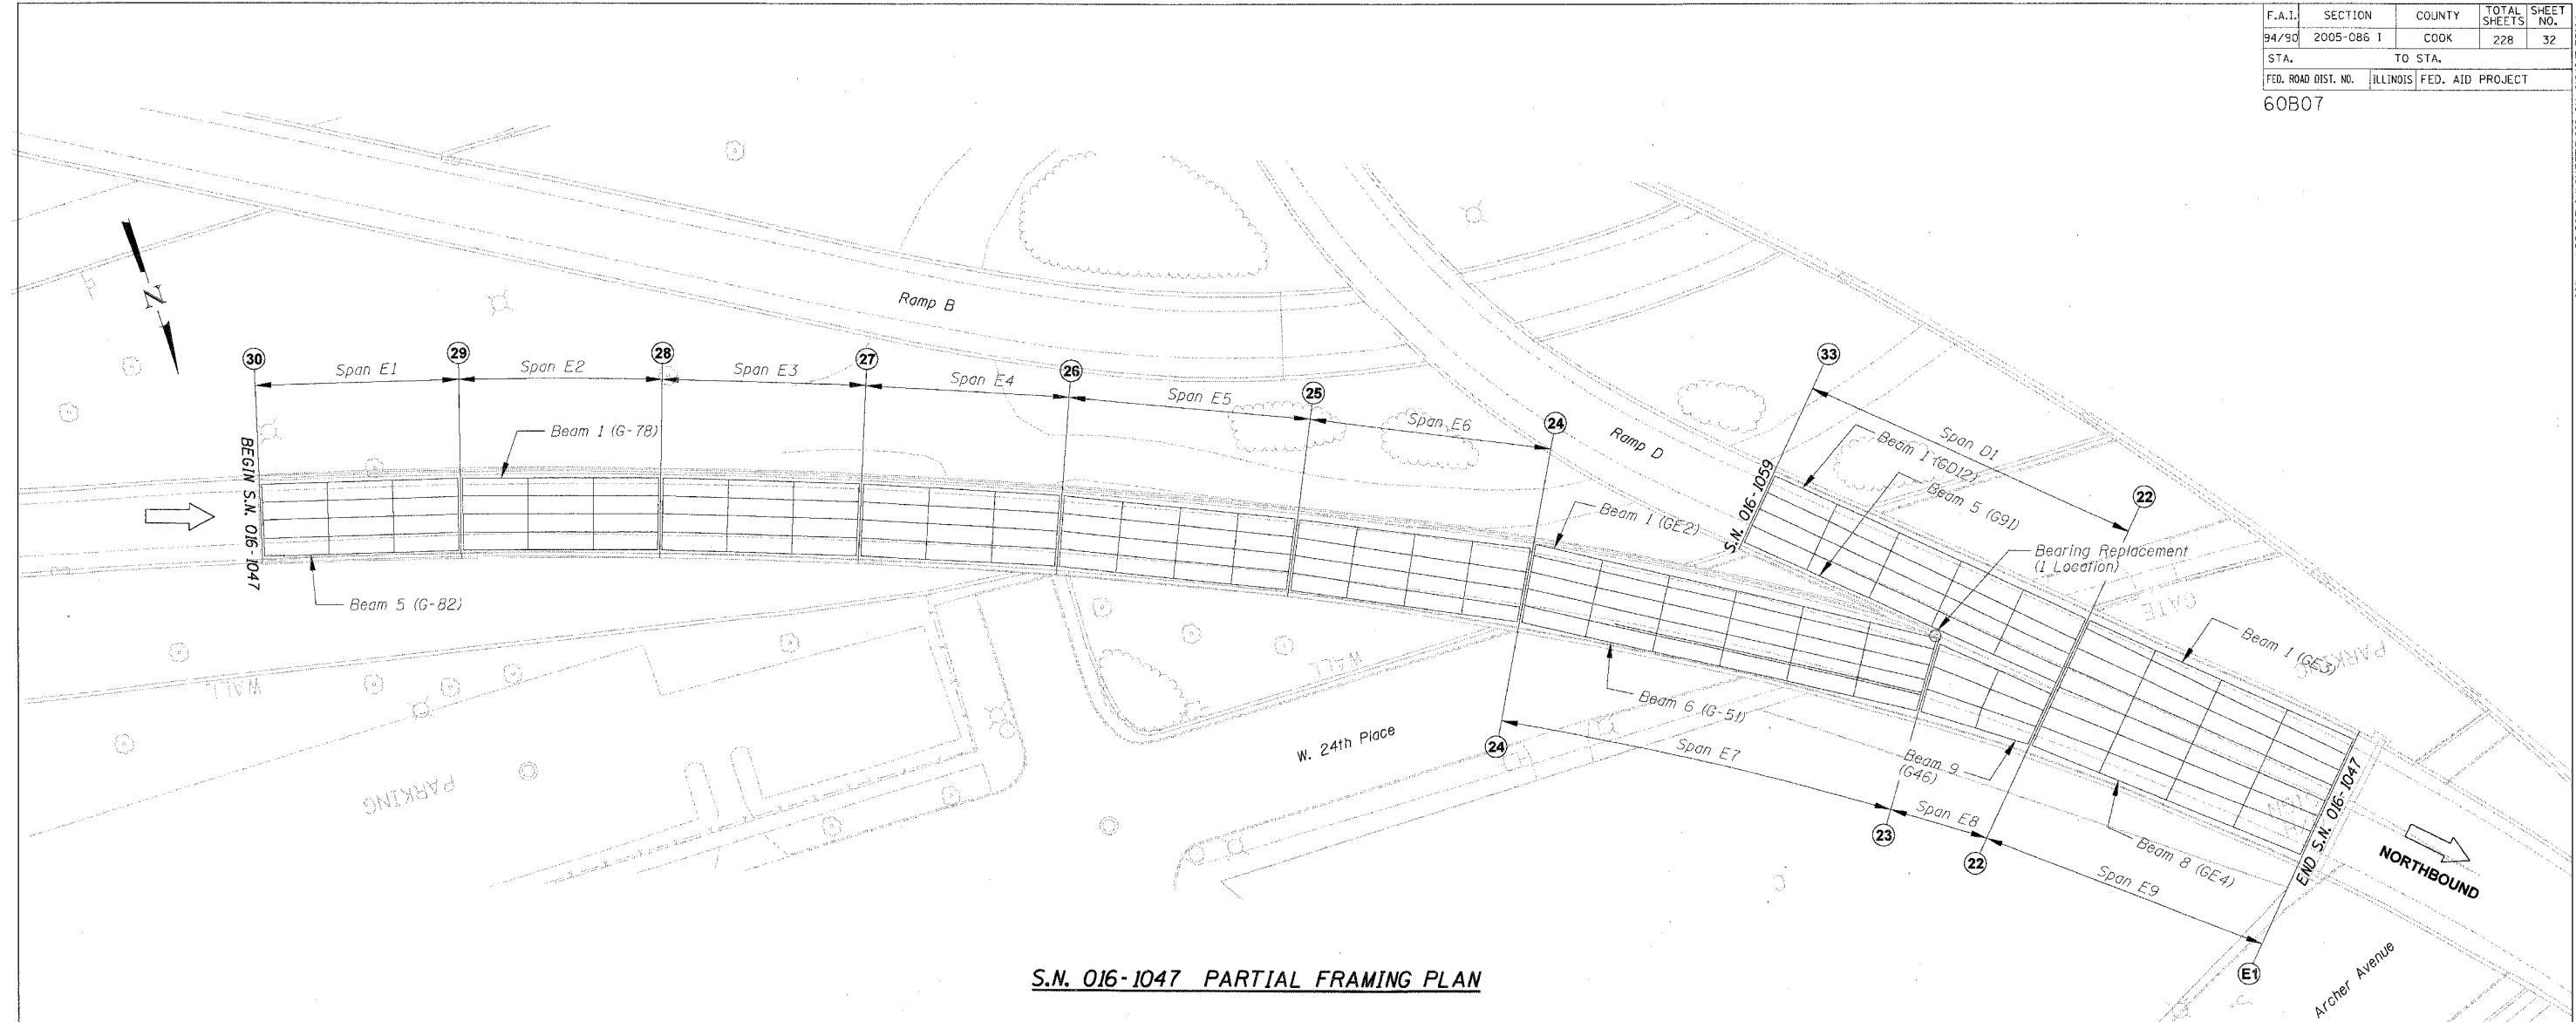 F.A.I. SECTION COUNTY TOTAL SHEETS SHEET NO.
94/90 2005-086 I COOK 228 32
STA. TO STA.
FED. ROAD DIST. NO. ILLINOIS FED. AID PROJECT
60B07
N
Ramp B
30
29
28
27
26
25
24
33
22
Span E1
Span E2
Span E3
Span E4
Span E5
Span E6
Span D1
Ramp D
BEGIN S.N. 016-1047
Beam 1 (G-78)
Beam 5 (G-82)
S.N. 016-1059
Beam 1 (GD12)
Beam 5 (G91)
Beam 1 (GE2)
Bearing Replacement
(1 Location)
GATE
PARKING
Beam 1 (GE3)
WALL
WALL
PARKING
W. 24th Place
Beam 6 (G-51)
24
Span E7
Beam 9
(G46)
23
Span E8
22
Span E9
Beam 8 (GE4)
END S.N. 016-1047
NORTHBOUND
E1
Archer Avenue
S.N. 016-1047 PARTIAL FRAMING PLAN